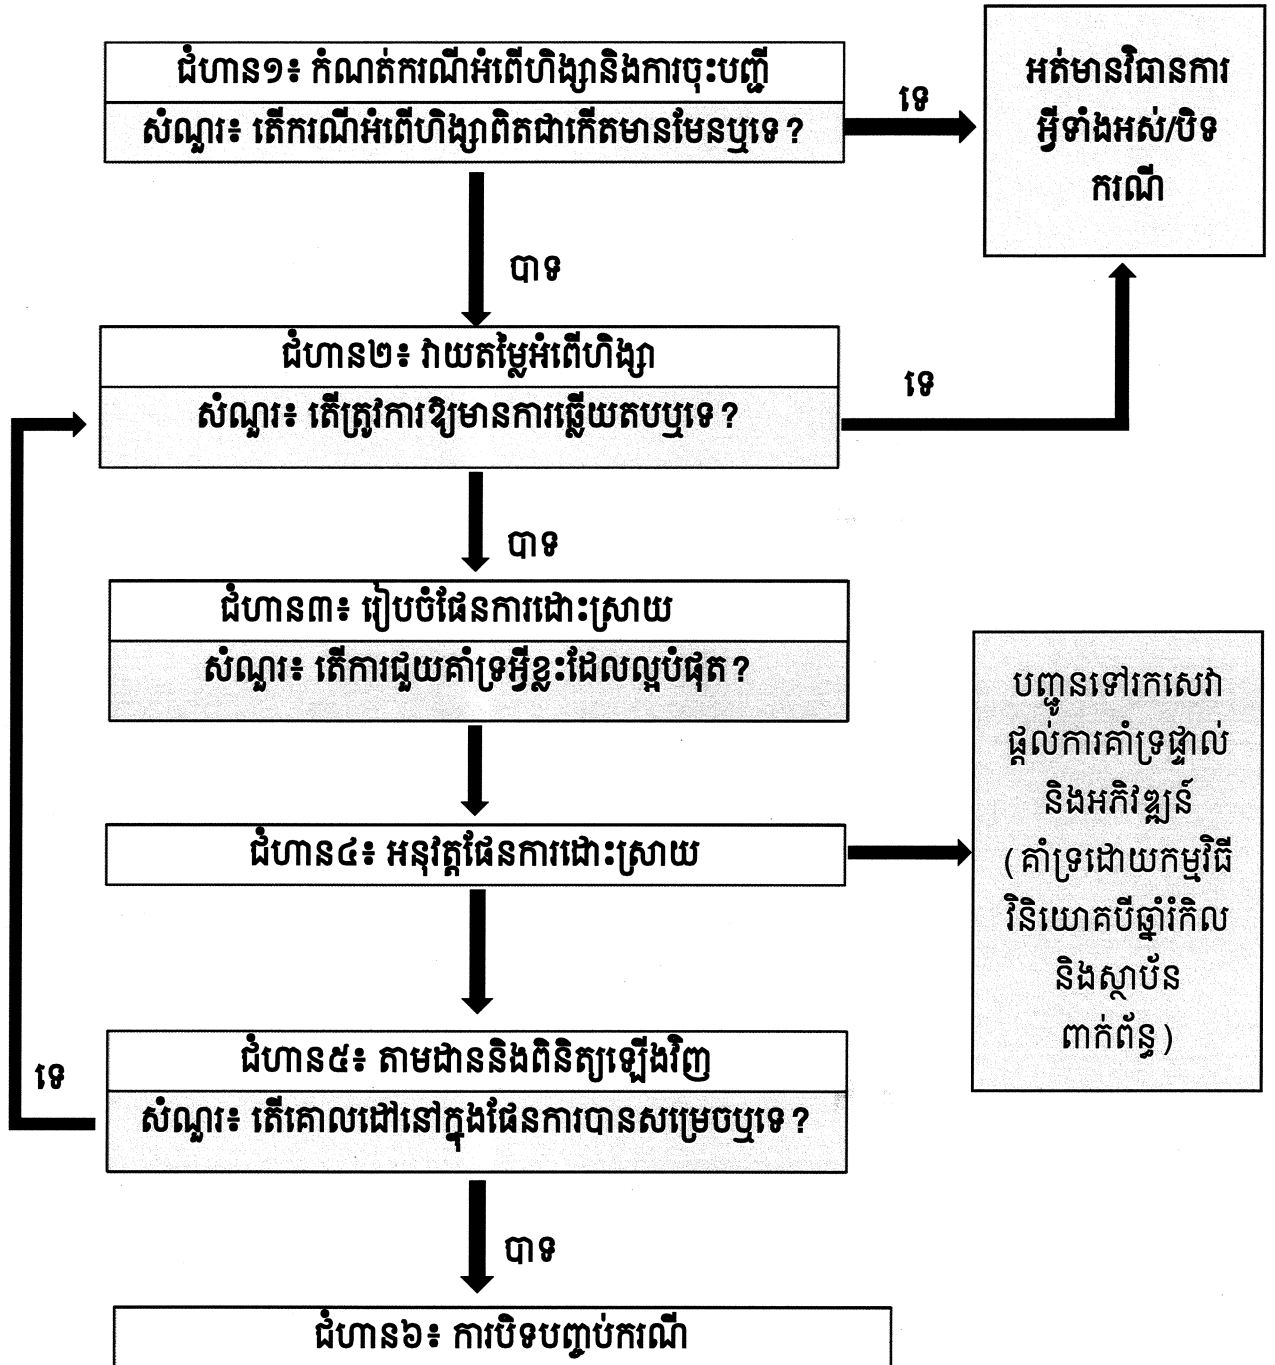 ជំហាន១៖ កំណត់ករណីអំពើហិង្សានិងការចុះបញ្ជី
សំណួរ៖ តើករណីអំពើហិង្សាពិតជាកើតមានមែនឬទេ?
ទេ
អត់មានវិធានការ
អ្វីទាំងអស់/បិទ
ករណី
បាទ
ជំហាន២៖ វាយតម្លៃអំពើហិង្សា
សំណួរ៖ តើត្រូវការឱ្យមានការឆ្លើយតបឬទេ?
ទេ
បាទ
ជំហាន៣៖ រៀបចំផែនការដោះស្រាយ
សំណួរ៖ តើការជួយគាំទ្រអ្វីខ្លះដែលល្អបំផុត?
ជំហាន៤៖ អនុវត្តផែនការដោះស្រាយ
បញ្ជូនទៅរកសេវា
ផ្តល់ការគាំទ្រផ្ទាល់
និងអភិវឌ្ឍន៍
(គាំទ្រដោយកម្មវិធី
វិនិយោគបីឆ្នាំរំកិល
និងស្ថាប័ន
ពាក់ព័ន្ធ)
ជំហាន៥៖ តាមដាននិងពិនិត្យឡើងវិញ
សំណួរ៖ តើគោលដៅនៅក្នុងផែនការបានសម្រេចឬទេ?
ទេ
បាទ
ជំហាន៦៖ ការបិទបញ្ចប់ករណី